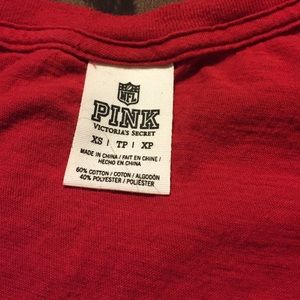 NFL
PINK
VICTORIA'S SECRET
XS | TP | XP
MADE IN CHINA / FAIT EN CHINE /
HECHO EN CHINA
60% COTTON / COTON / ALGODÓN
40% POLYESTER / POLIÉSTER